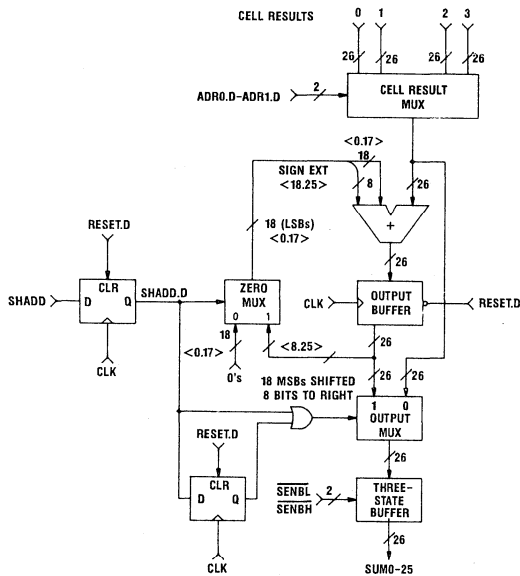 CELL RESULTS
0 1 2 3
26 26 26 26
ADR0.D-ADR1.D
2
CELL RESULT
MUX
<0.17>
18
SIGN EXT
<18.25>
8
26
+
18 (LSBs)
<0.17>
26
RESET.D
CLR
D Q
SHADD
SHADD.D
CLK
ZERO
MUX
0 1
18
<0.17>
0's
<8.25>
CLK
OUTPUT
BUFFER
RESET.D
26
26
26
18 MSBs SHIFTED
8 BITS TO RIGHT
1 0
OUTPUT
MUX
26
RESET.D
CLR
D Q
CLK
SENBL
SENBH
2
THREE-
STATE
BUFFER
26
SUM0-25